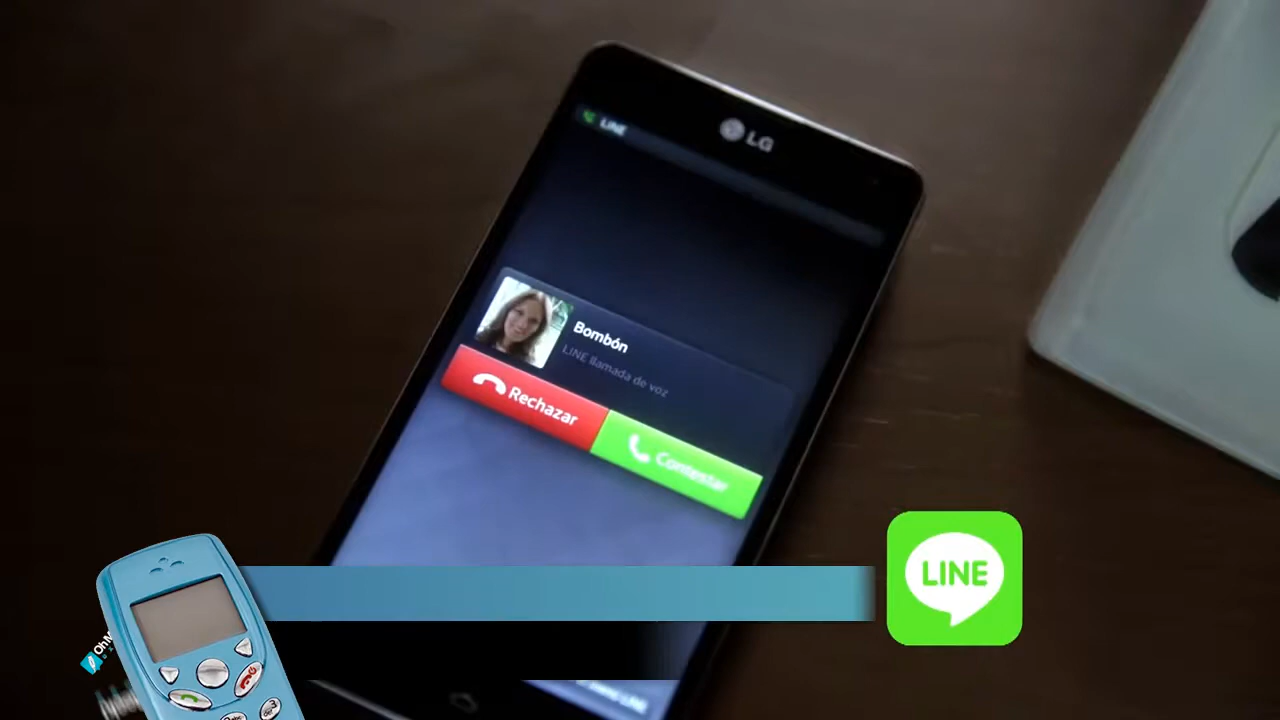 LINE
LG
Bombón
LINE llamada de voz
Rechazar
Contestar
LINE